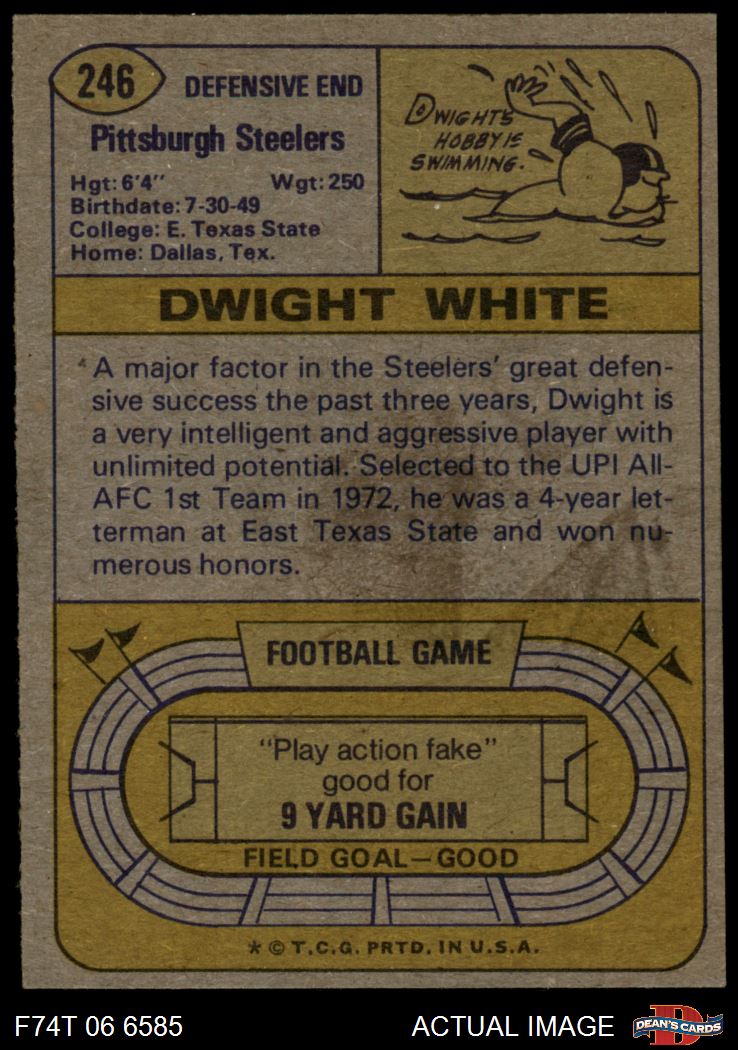 246
DEFENSIVE END
Pittsburgh Steelers
Hgt: 6'4" Wgt: 250
Birthdate: 7-30-49
College: E. Texas State
Home: Dallas, Tex.
DWIGHT'S
HOBBY IS
SWIMMING.
DWIGHT WHITE
A major factor in the Steelers' great defen-
sive success the past three years, Dwight is
a very intelligent and aggressive player with
unlimited potential. Selected to the UPI All-
AFC 1st Team in 1972, he was a 4-year let-
terman at East Texas State and won nu-
merous honors.
FOOTBALL GAME
"Play action fake"
good for
9 YARD GAIN
FIELD GOAL—GOOD
* © T.C.G. PRTD. IN U.S.A.
F74T 06 6585 ACTUAL IMAGE
D
DEAN'S CARDS